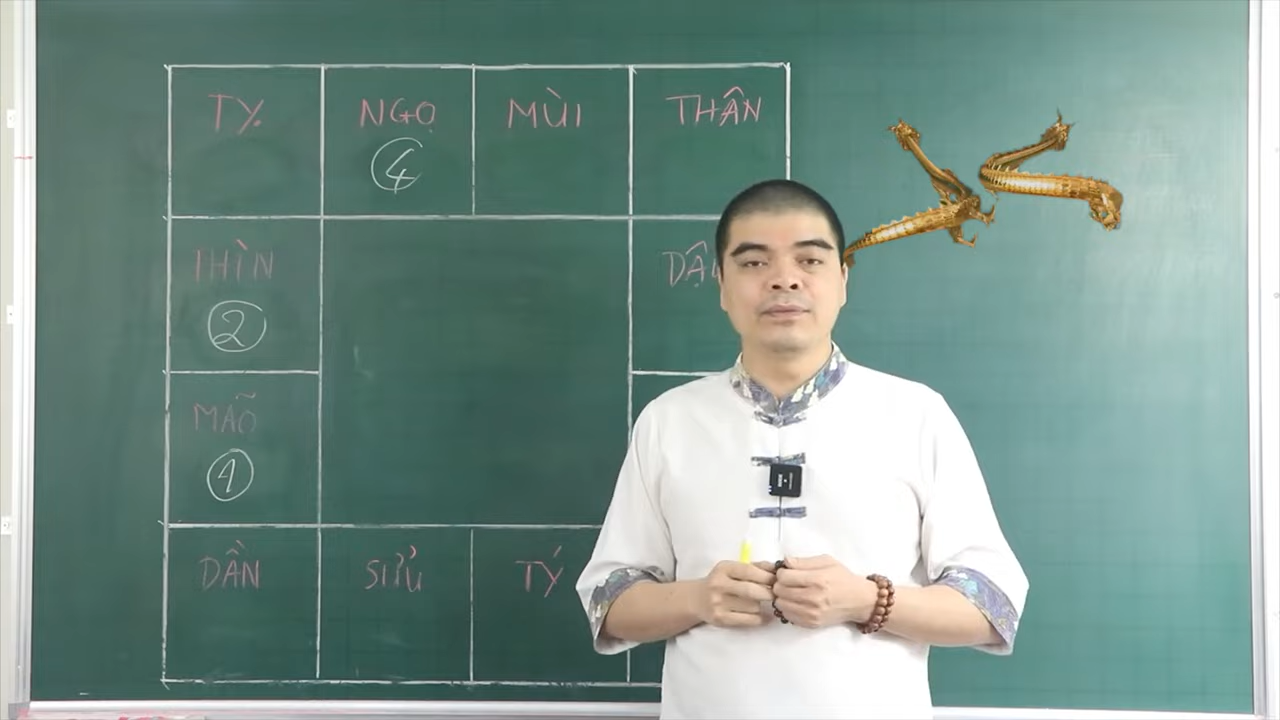 TỴ NGỌ MÙI THÂN
4
THÌN
2
MÃO
1
DẦN SỬU TÝ